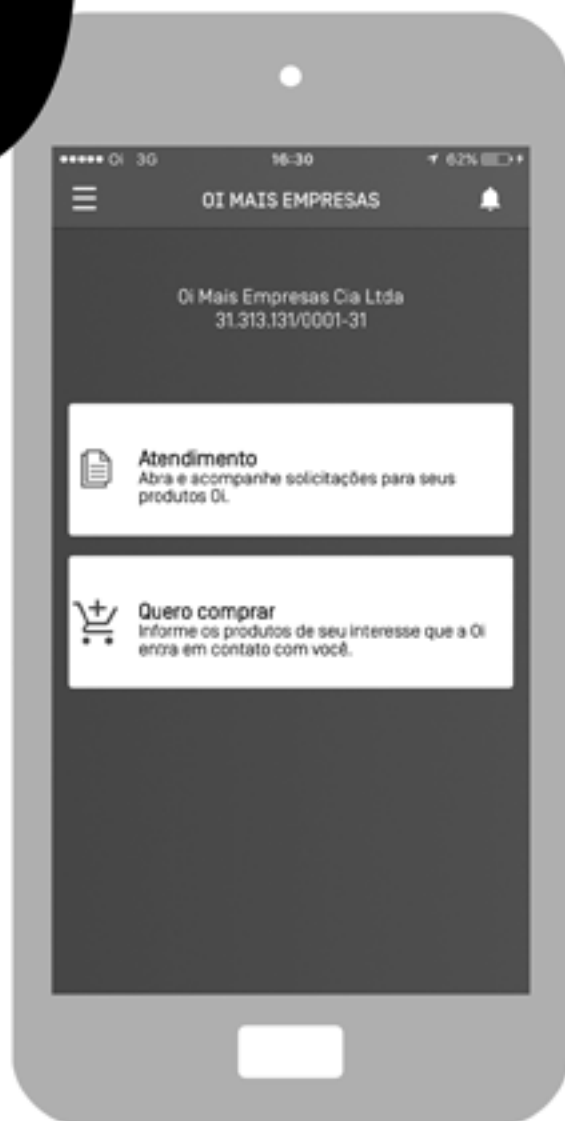 Oi 3G 16:30 62%
OI MAIS EMPRESAS
Oi Mais Empresas Cia Ltda
31.313.131/0001-31
Atendimento
Abra e acompanhe solicitações para seus
produtos Oi.
Quero comprar
Informe os produtos de seu interesse que a Oi
entra em contato com você.